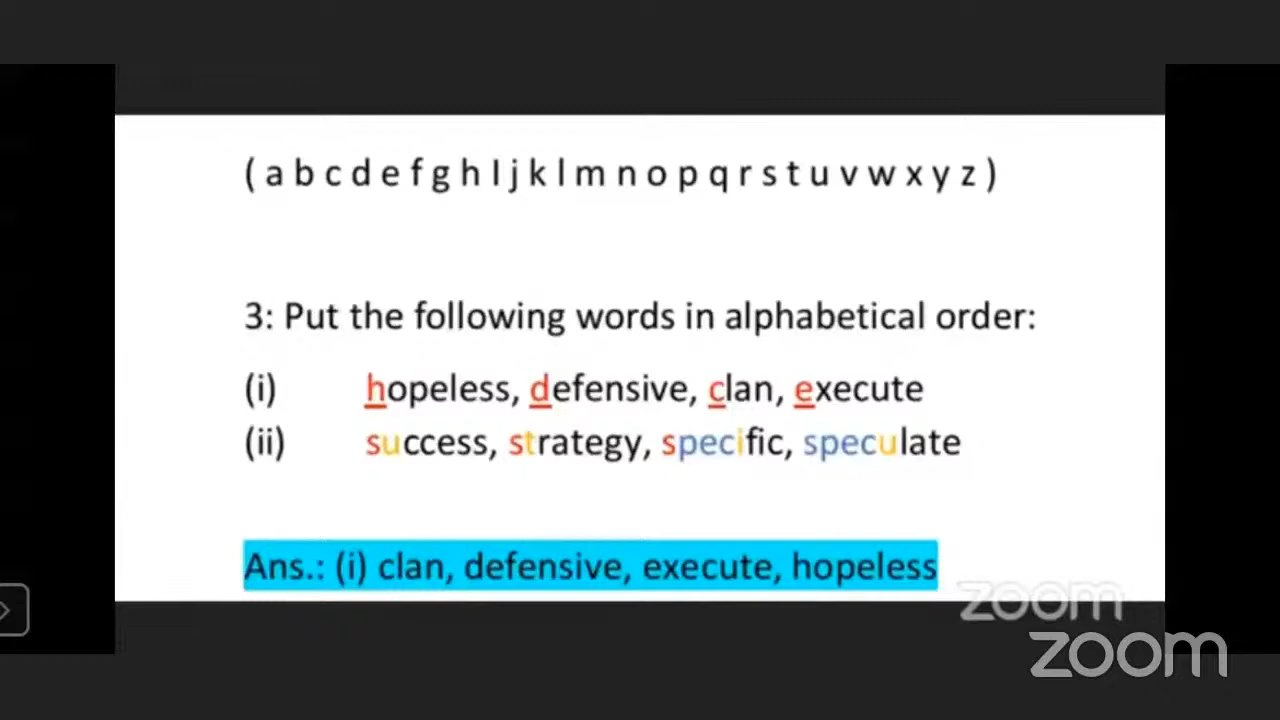 ( a b c d e f g h I j k l m n o p q r s t u v w x y z )
3: Put the following words in alphabetical order:
(i) hopeless, defensive, clan, execute
(ii) success, strategy, specific, speculate
Ans.: (i) clan, defensive, execute, hopeless
zoom
zoom